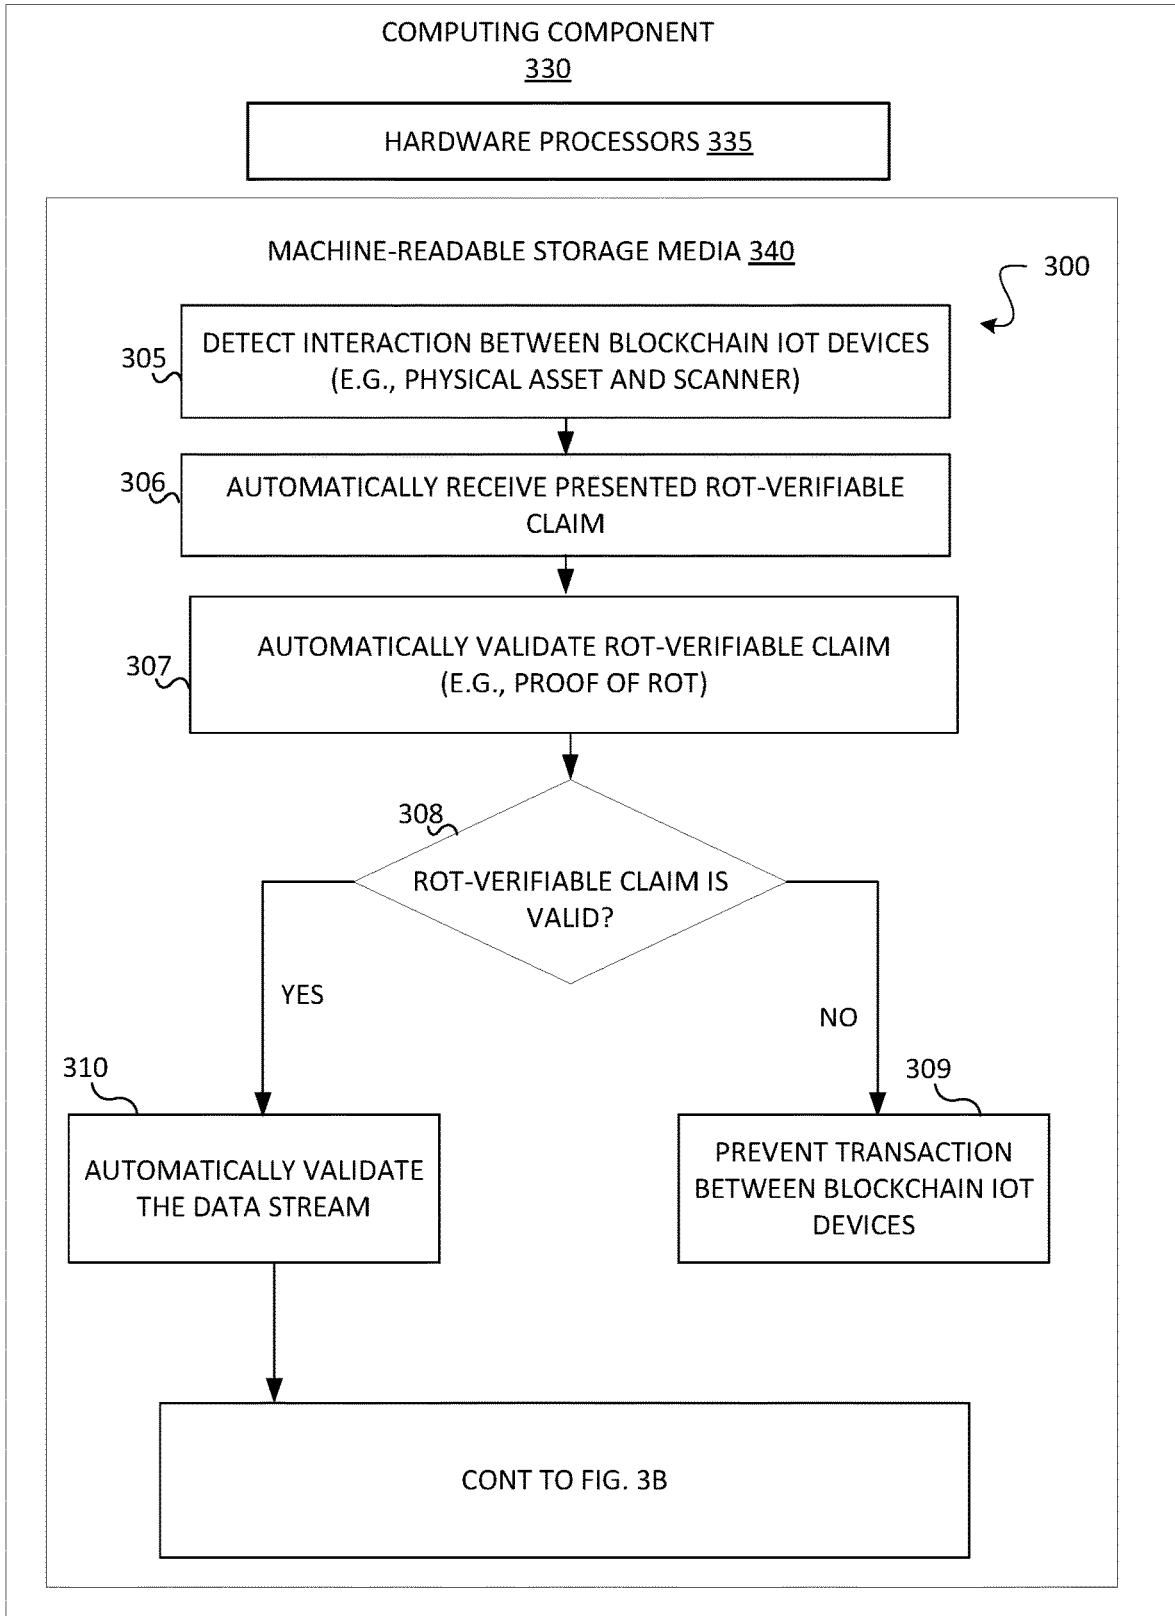 COMPUTING COMPONENT
330
HARDWARE PROCESSORS 335
MACHINE-READABLE STORAGE MEDIA 340
300
305
DETECT INTERACTION BETWEEN BLOCKCHAIN IOT DEVICES
(E.G., PHYSICAL ASSET AND SCANNER)
306
AUTOMATICALLY RECEIVE PRESENTED ROT-VERIFIABLE
CLAIM
307
AUTOMATICALLY VALIDATE ROT-VERIFIABLE CLAIM
(E.G., PROOF OF ROT)
308
ROT-VERIFIABLE CLAIM IS
VALID?
YES
NO
310
AUTOMATICALLY VALIDATE
THE DATA STREAM
309
PREVENT TRANSACTION
BETWEEN BLOCKCHAIN IOT
DEVICES
CONT TO FIG. 3B